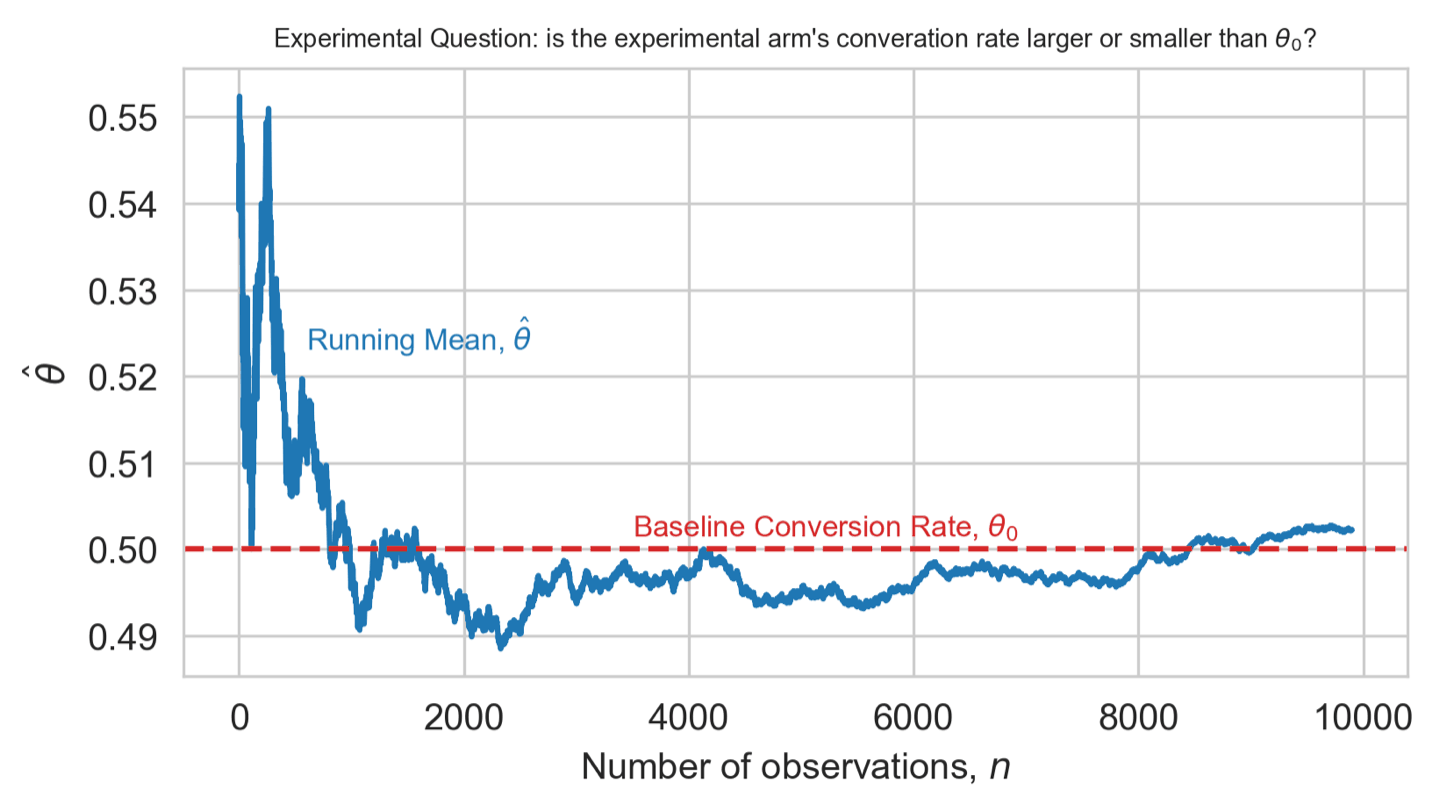 Experimental Question: is the experimental arm's converation rate larger or smaller than θ₀?
0.55
0.54
0.53
0.52
0.51
0.50
0.49
θ̂
Running Mean, θ̂
Baseline Conversion Rate, θ₀
0 2000 4000 6000 8000 10000
Number of observations, n